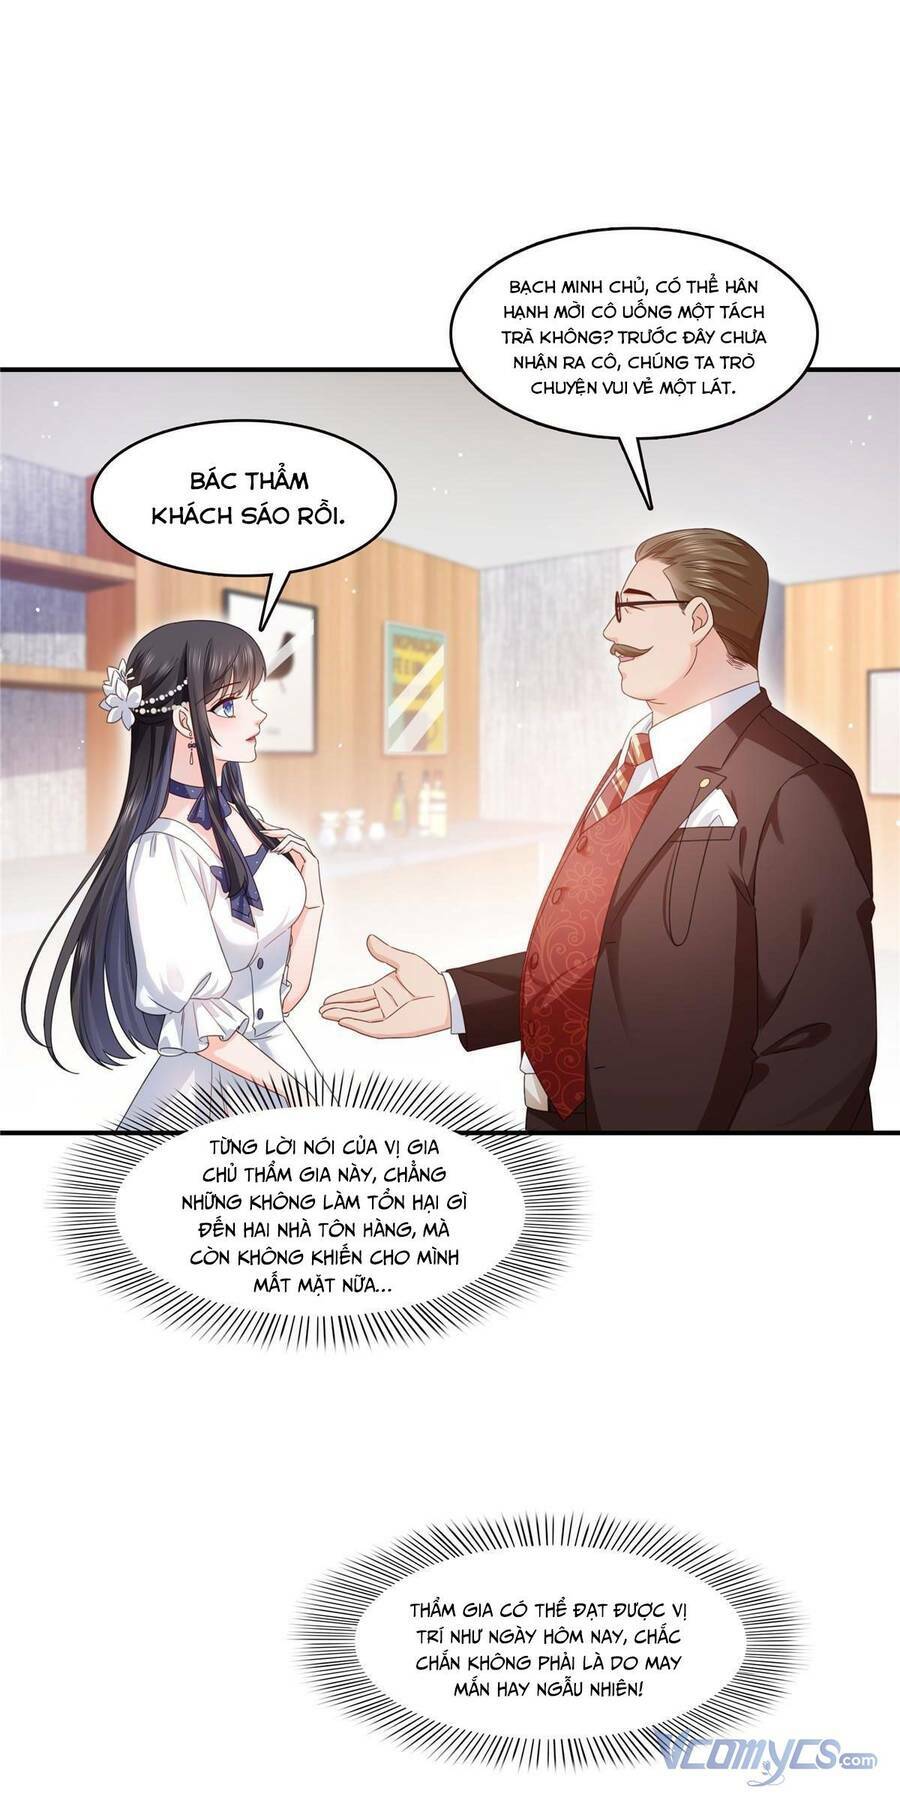 BẠCH MINH CHỦ, CÓ THỂ HÂN
HẠNH MỜI CÔ UỐNG MỘT TÁCH
TRÀ KHÔNG? TRƯỚC ĐÂY CHƯA
NHẬN RA CÔ, CHÚNG TA TRÒ
CHUYỆN VUI VẺ MỘT LÁT.
BÁC THẨM
KHÁCH SÁO RỒI.
TỪNG LỜI NÓI CỦA VỊ GIA
CHỦ THẨM GIA NÀY, CHẲNG
NHỮNG KHÔNG LÀM TỔN HẠI GÌ
ĐẾN HAI NHÀ TÔN HÀNG, MÀ
CÒN KHÔNG KHIẾN CHO MÌNH
MẤT MẶT NỮA...
THẨM GIA CÓ THỂ ĐẠT ĐƯỢC VỊ
TRÍ NHƯ NGÀY HÔM NAY, CHẮC
CHẮN KHÔNG PHẢI LÀ DO MAY
MẮN HAY NGẪU NHIÊN!
VCOMYCS.com